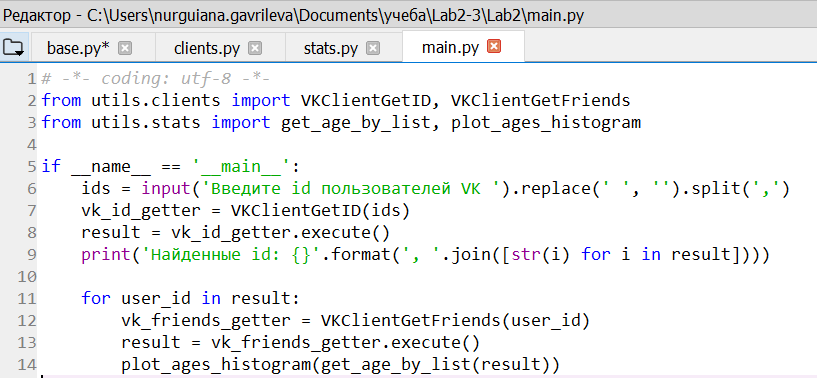 Редактор - C:\Users\nurguiana.gavrileva\Documents\учеба\Lab2-3\Lab2\main.py
base.py* clients.py stats.py main.py
1 # -*- coding: utf-8 -*-
2 from utils.clients import VKClientGetID, VKClientGetFriends
3 from utils.stats import get_age_by_list, plot_ages_histogram
4
5 if __name__ == '__main__':
6     ids = input('Введите id пользователей VK ').replace(' ', '').split(',')
7     vk_id_getter = VKClientGetID(ids)
8     result = vk_id_getter.execute()
9     print('Найденные id: {}'.format(', '.join([str(i) for i in result])))
10
11     for user_id in result:
12         vk_friends_getter = VKClientGetFriends(user_id)
13         result = vk_friends_getter.execute()
14         plot_ages_histogram(get_age_by_list(result))